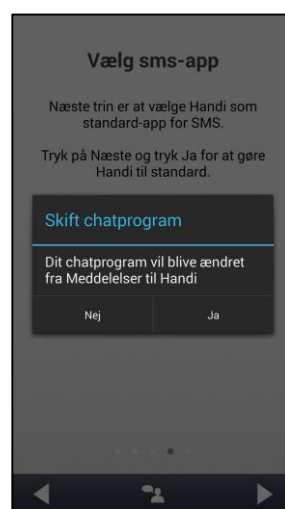 Vælg sms-app
Næste trin er at vælge Handi som
standard-app for SMS.
Tryk på Næste og tryk Ja for at gøre
Handi til standard.
Skift chatprogram
Dit chatprogram vil blive ændret
fra Meddelelser til Handi
Nej
Ja